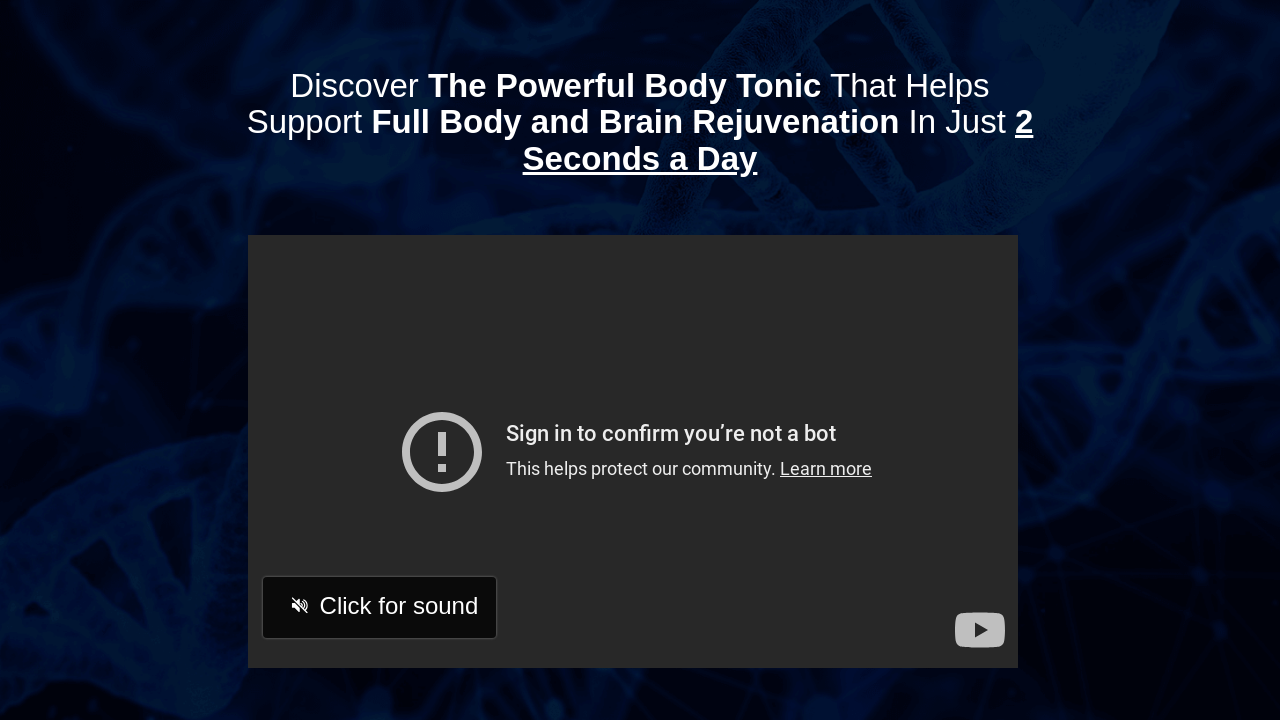 Discover The Powerful Body Tonic That Helps
Support Full Body and Brain Rejuvenation In Just 2
Seconds a Day
Sign in to confirm you’re not a bot
This helps protect our community. Learn more
Click for sound